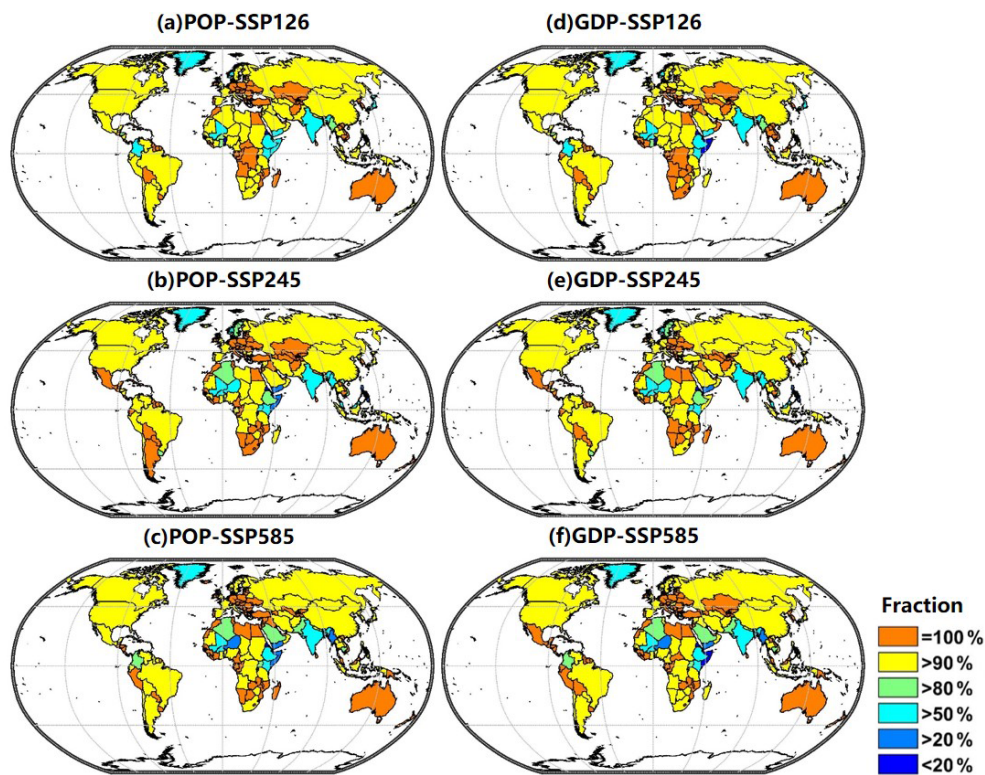 (a)POP-SSP126
(d)GDP-SSP126
(b)POP-SSP245
(e)GDP-SSP245
(c)POP-SSP585
(f)GDP-SSP585
Fraction
=100 %
>90 %
>80 %
>50 %
>20 %
<20 %